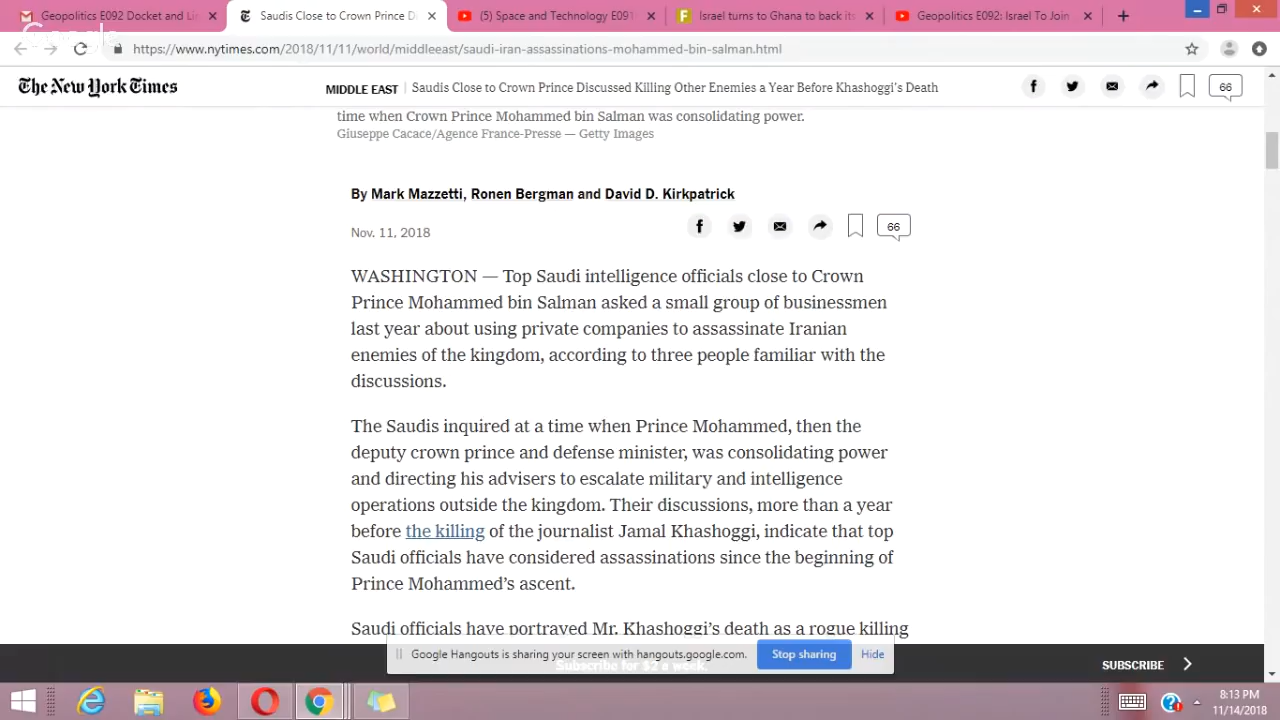 Geopolitics E092 Docket and Li
Saudis Close to Crown Prince D
(5) Space and Technology E091
Israel turns to Ghana to back its
Geopolitics E092: Israel To Join
https://www.nytimes.com/2018/11/11/world/middleeast/saudi-iran-assassinations-mohammed-bin-salman.html
The New York Times
MIDDLE EAST | Saudis Close to Crown Prince Discussed Killing Other Enemies a Year Before Khashoggi's Death
66
time when Crown Prince Mohammed bin Salman was consolidating power.
Giuseppe Cacace/Agence France-Presse — Getty Images
By Mark Mazzetti, Ronen Bergman and David D. Kirkpatrick
Nov. 11, 2018
66
WASHINGTON — Top Saudi intelligence officials close to Crown
Prince Mohammed bin Salman asked a small group of businessmen
last year about using private companies to assassinate Iranian
enemies of the kingdom, according to three people familiar with the
discussions.
The Saudis inquired at a time when Prince Mohammed, then the
deputy crown prince and defense minister, was consolidating power
and directing his advisers to escalate military and intelligence
operations outside the kingdom. Their discussions, more than a year
before the killing of the journalist Jamal Khashoggi, indicate that top
Saudi officials have considered assassinations since the beginning of
Prince Mohammed's ascent.
Saudi officials have portrayed Mr. Khashoggi's death as a rogue killing
Google Hangouts is sharing your screen with hangouts.google.com.
Stop sharing
Hide
Subscribe for $2 a week.
SUBSCRIBE
8:13 PM
11/14/2018